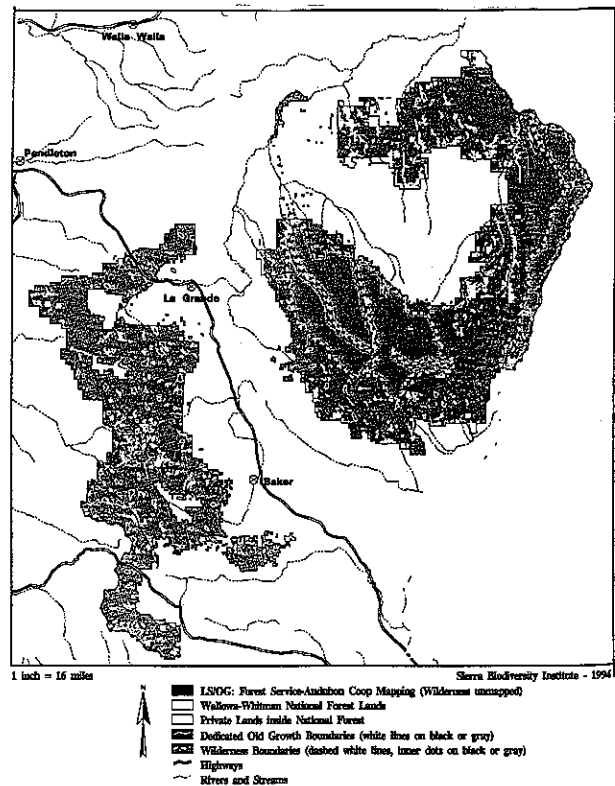 Walla Walla
Pendleton
La Grande
Baker
1 inch = 16 miles
Sierra Biodiversity Institute - 1994
N
LS/OG: Forest Service-Audubon Coop Mapping (Wilderness unmapped)
Wallowa-Whitman National Forest Lands
Private Lands inside National Forest
Dedicated Old Growth Boundaries (white lines on black or gray)
Wilderness Boundaries (dashed white lines, inner dots on black or gray)
Highways
Rivers and Streams